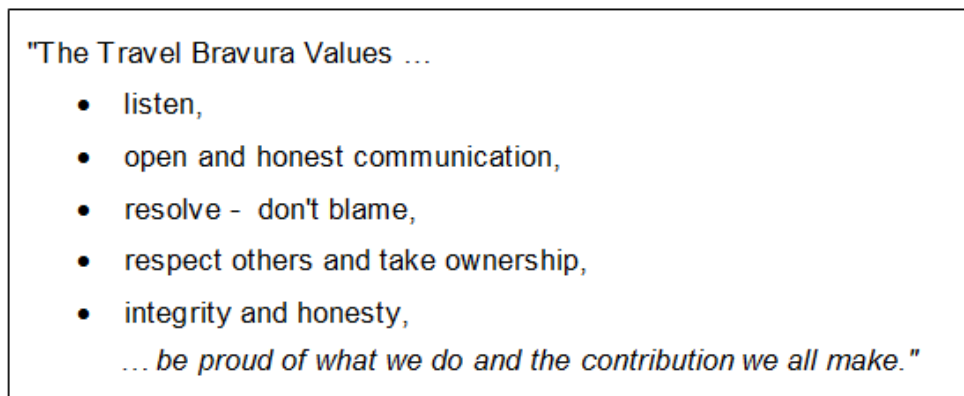 "The Travel Bravura Values …
• listen,
• open and honest communication,
• resolve - don't blame,
• respect others and take ownership,
• integrity and honesty,
… be proud of what we do and the contribution we all make."